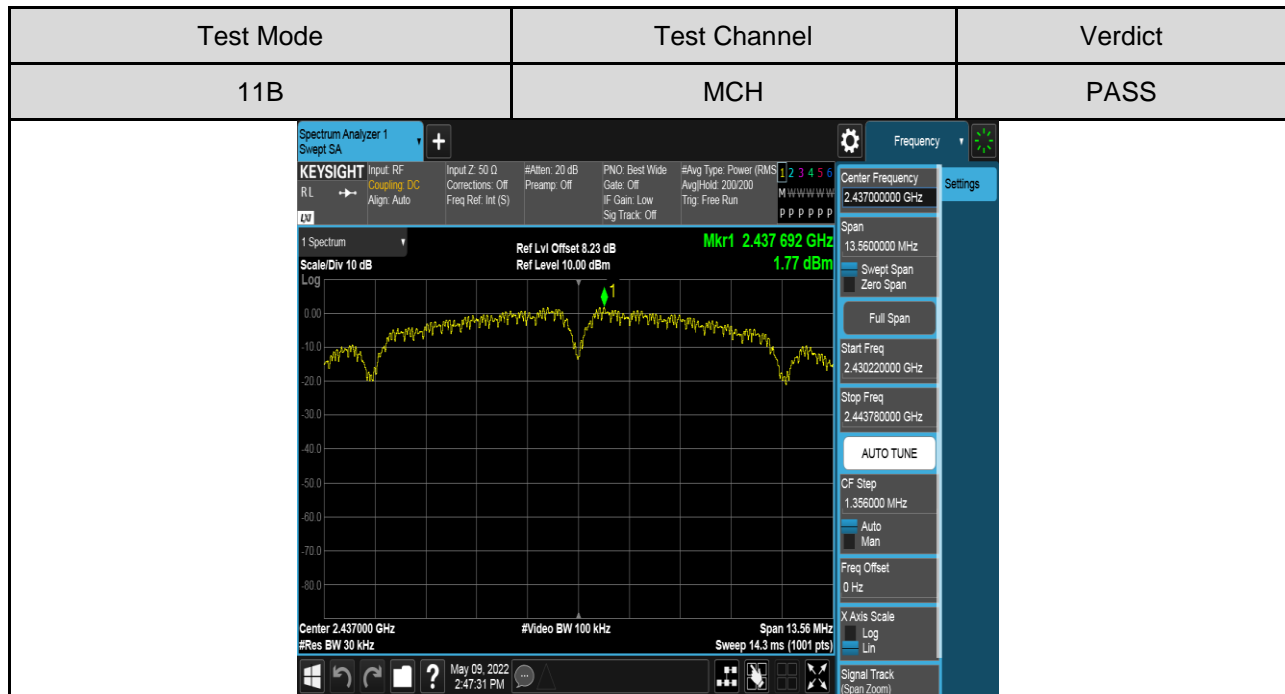 Test Mode Test Channel Verdict
11B MCH PASS
Spectrum Analyzer 1
Swept SA
+
Frequency
KEYSIGHT
R L
LXI
Input: RF
Coupling: DC
Align: Auto
Input Z: 50 Ω
Corrections: Off
Freq Ref: Int (S)
#Atten: 20 dB
Preamp: Off
PNO: Best Wide
Gate: Off
IF Gain: Low
Sig Track: Off
#Avg Type: Power (RMS
Avg|Hold: 200/200
Trig: Free Run
1 2 3 4 5 6
M W W W W W
P P P P P P
1 Spectrum
Scale/Div 10 dB
Log
Ref Lvl Offset 8.23 dB
Ref Level 10.00 dBm
Mkr1 2.437 692 GHz
1.77 dBm
1
0.00
-10.0
-20.0
-30.0
-40.0
-50.0
-60.0
-70.0
-80.0
Center 2.437000 GHz
#Res BW 30 kHz
#Video BW 100 kHz
Span 13.56 MHz
Sweep 14.3 ms (1001 pts)
Center Frequency
2.437000000 GHz
Settings
Span
13.5600000 MHz
Swept Span
Zero Span
Full Span
Start Freq
2.430220000 GHz
Stop Freq
2.443780000 GHz
AUTO TUNE
CF Step
1.356000 MHz
Auto
Man
Freq Offset
0 Hz
X Axis Scale
Log
Lin
Signal Track
(Span Zoom)
?
May 09, 2022
2:47:31 PM